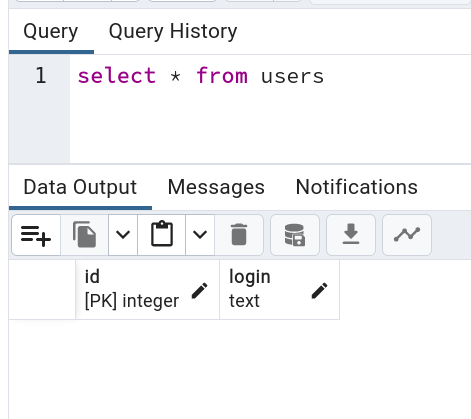 Query Query History
1 select * from users
Data Output Messages Notifications
id login
[PK] integer text